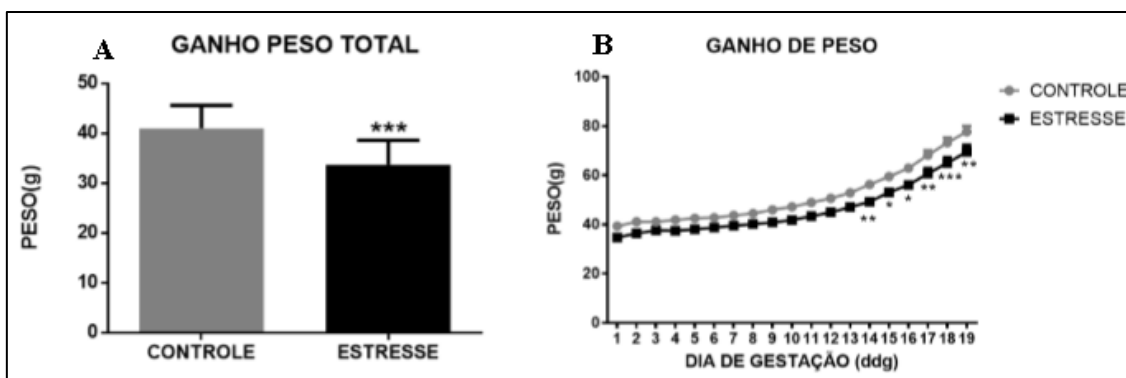 A
GANHO PESO TOTAL
PESO(g)
50
40
30
20
10
0
***
CONTROLE
ESTRESSE
B
GANHO DE PESO
PESO(g)
100
80
60
40
20
0
CONTROLE
ESTRESSE
** * * ** *** **
1 2 3 4 5 6 7 8 9 10 11 12 13 14 15 16 17 18 19
DIA DE GESTAÇÃO (ddg)